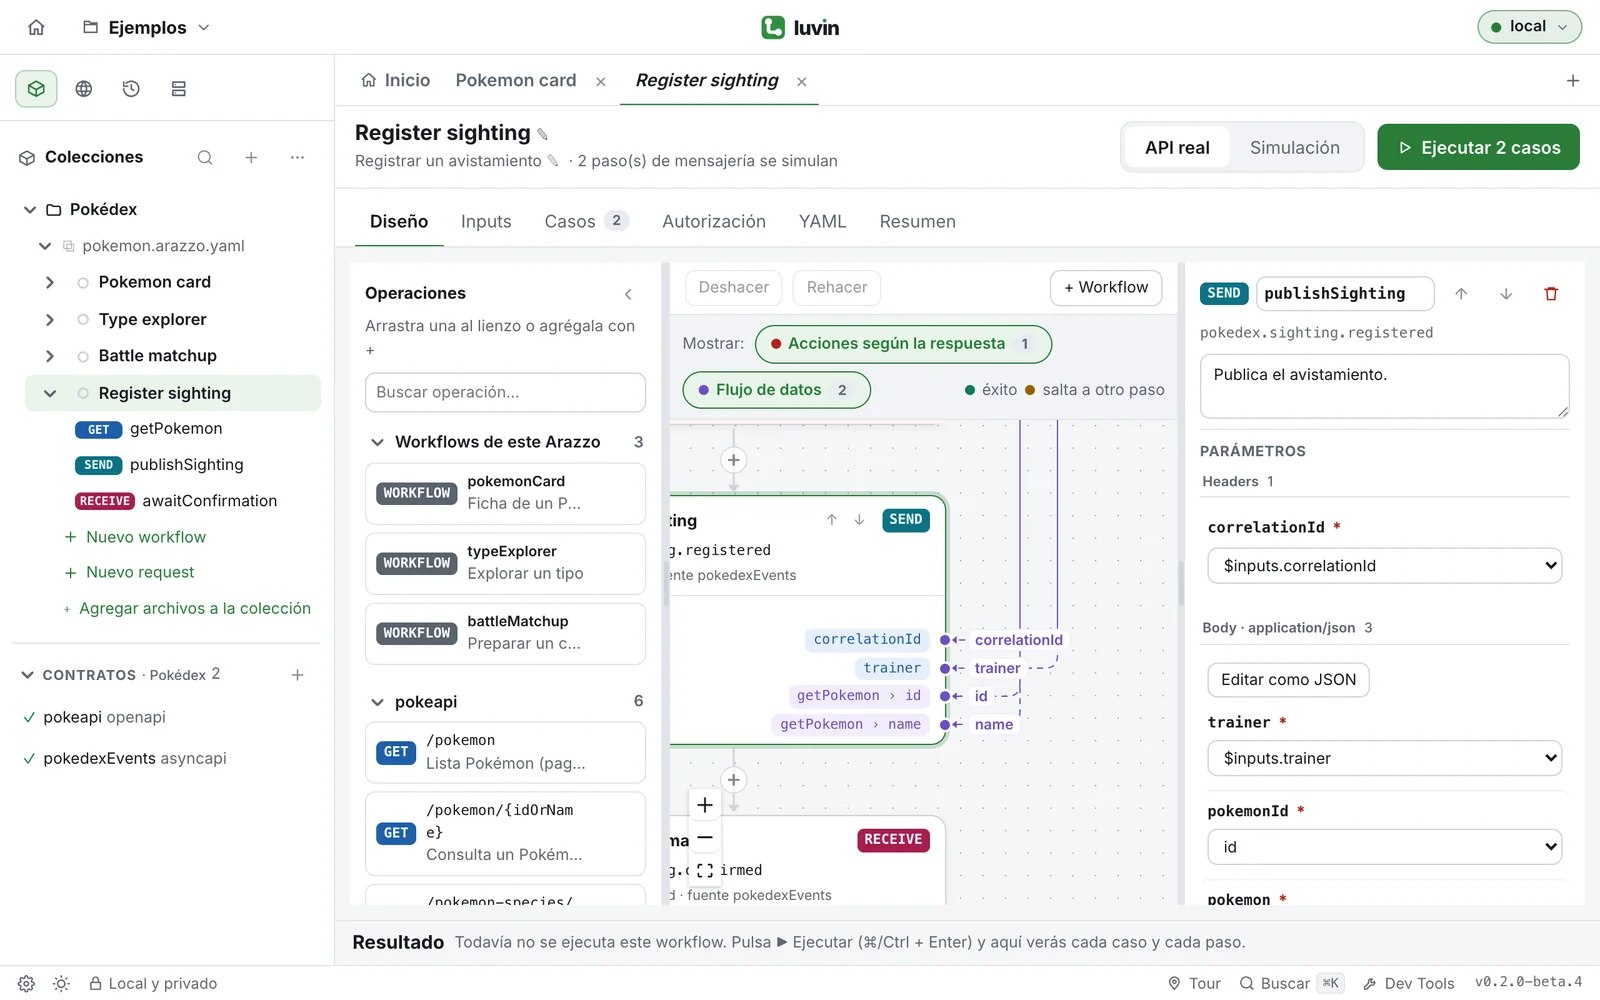 Ejemplos
luvin
local
Inicio
Pokemon card
Register sighting
Colecciones
Pokédex
pokemon.arazzo.yaml
Pokemon card
Type explorer
Battle matchup
Register sighting
GET getPokemon
SEND publishSighting
RECEIVE awaitConfirmation
+ Nuevo workflow
+ Nuevo request
+ Agregar archivos a la colección
CONTRATOS · Pokédex 2
pokeapi openapi
pokedexEvents asyncapi
Register sighting
Registrar un avistamiento · 2 paso(s) de mensajería se simulan
API real
Simulación
Ejecutar 2 casos
Diseño
Inputs
Casos 2
Autorización
YAML
Resumen
Operaciones
Arrastra una al lienzo o agrégala con
+
Buscar operación...
Workflows de este Arazzo 3
WORKFLOW
pokemonCard
Ficha de un P...
WORKFLOW
typeExplorer
Explorar un tipo
WORKFLOW
battleMatchup
Preparar un c...
pokeapi 6
GET
/pokemon
Lista Pokémon (pag...
GET
/pokemon/{idOrNam
e}
Consulta un Pokém...
/pokemon-species/
Deshacer
Rehacer
+ Workflow
Mostrar:
Acciones según la respuesta 1
Flujo de datos 2
éxito
salta a otro paso
ting
SEND
g.registered
ente pokedexEvents
correlationId
correlationId
trainer
trainer
getPokemon › id
id
getPokemon › name
name
ma
RECEIVE
irmed
d · fuente pokedexEvents
SEND
publishSighting
pokedex.sighting.registered
Publica el avistamiento.
PARÁMETROS
Headers 1
correlationId *
$inputs.correlationId
Body · application/json 3
Editar como JSON
trainer *
$inputs.trainer
pokemonId *
id
pokemon *
Resultado
Todavía no se ejecuta este workflow. Pulsa ▶ Ejecutar (⌘/Ctrl + Enter) y aquí verás cada caso y cada paso.
Local y privado
Tour
Buscar ⌘K
Dev Tools
v0.2.0-beta.4